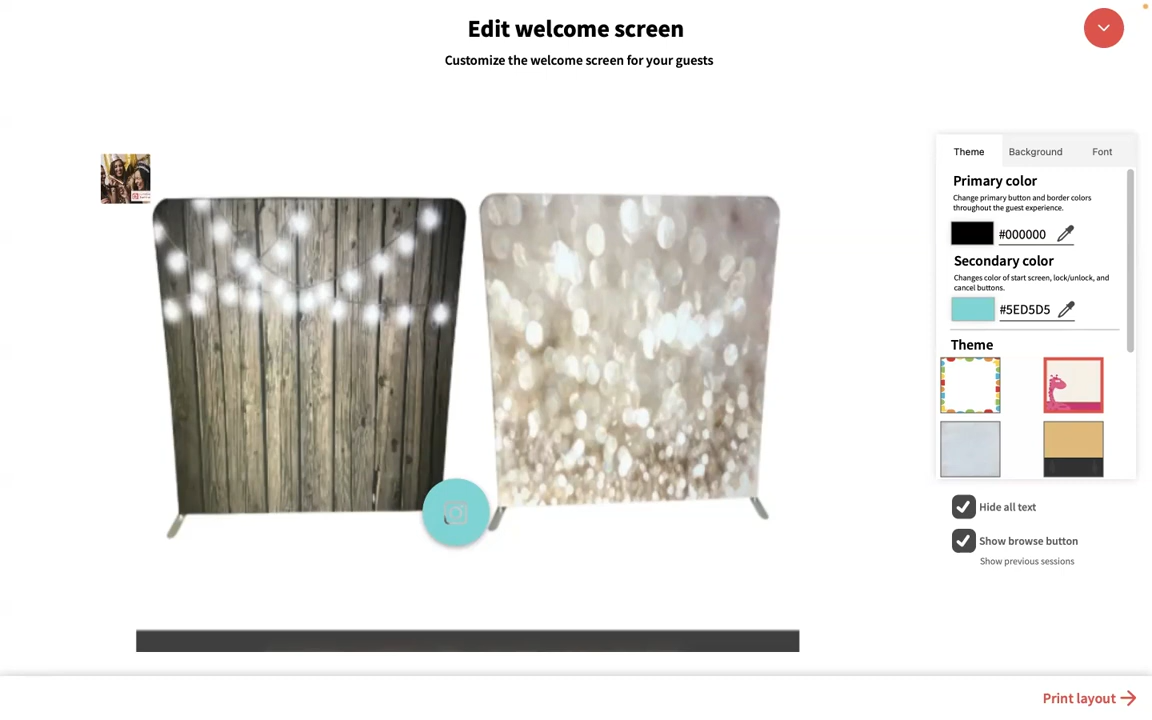 Edit welcome screen
Customize the welcome screen for your guests
Theme
Background
Font
Primary color
Change primary button and border colors
throughout the guest experience.
#000000
Secondary color
Changes color of start screen, lock/unlock, and
cancel buttons.
#5ED5D5
Theme
Hide all text
Show browse button
Show previous sessions
Print layout